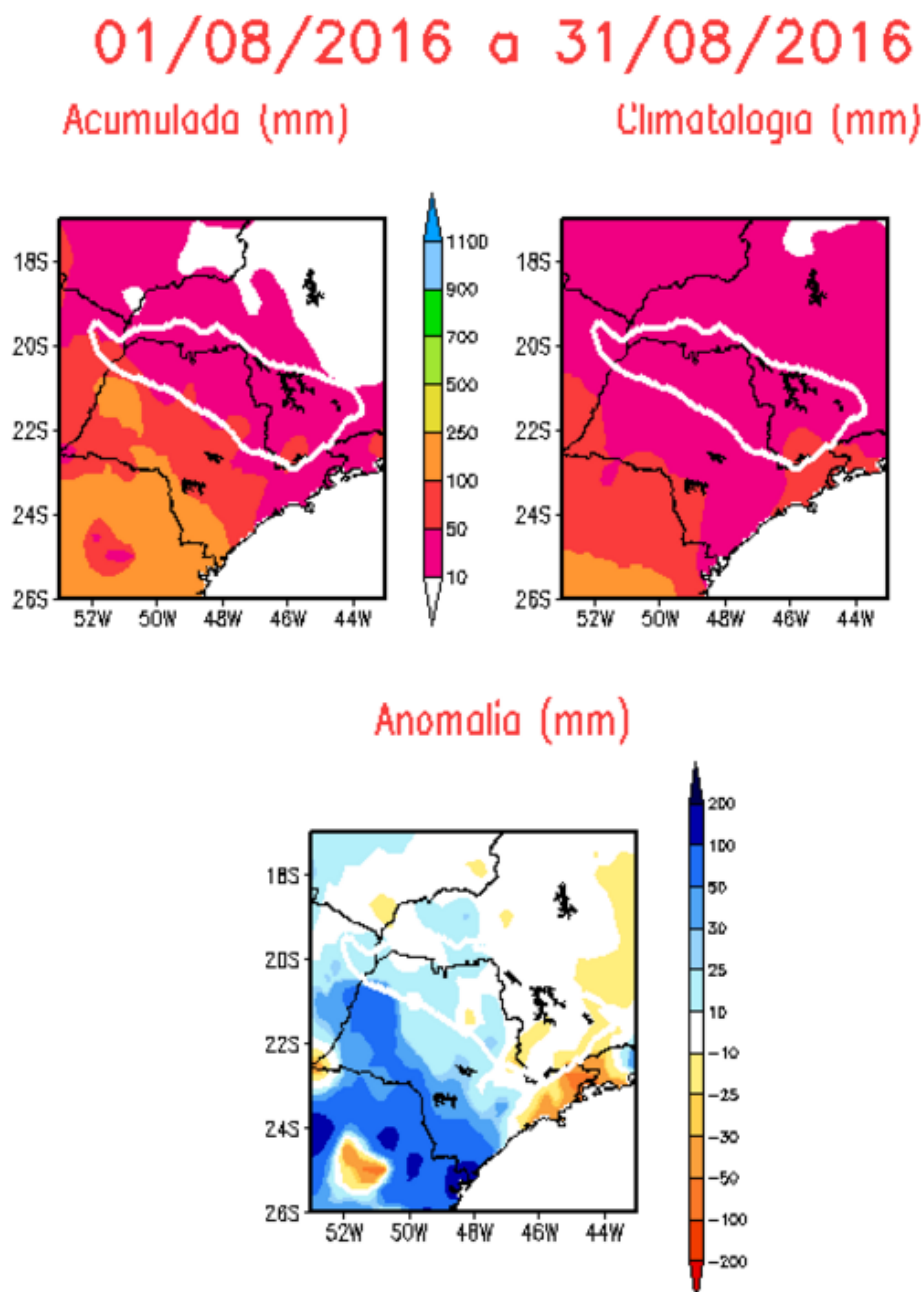 01/08/2016 a 31/08/2016
Acumulada (mm)
Climatologia (mm)
18S
20S
22S
24S
26S
52W 50W 48W 46W 44W
1100
900
700
500
250
100
50
10
18S
20S
22S
24S
26S
52W 50W 48W 46W 44W
Anomalia (mm)
18S
20S
22S
24S
26S
52W 50W 48W 46W 44W
200
100
50
30
25
10
-10
-25
-30
-50
-100
-200